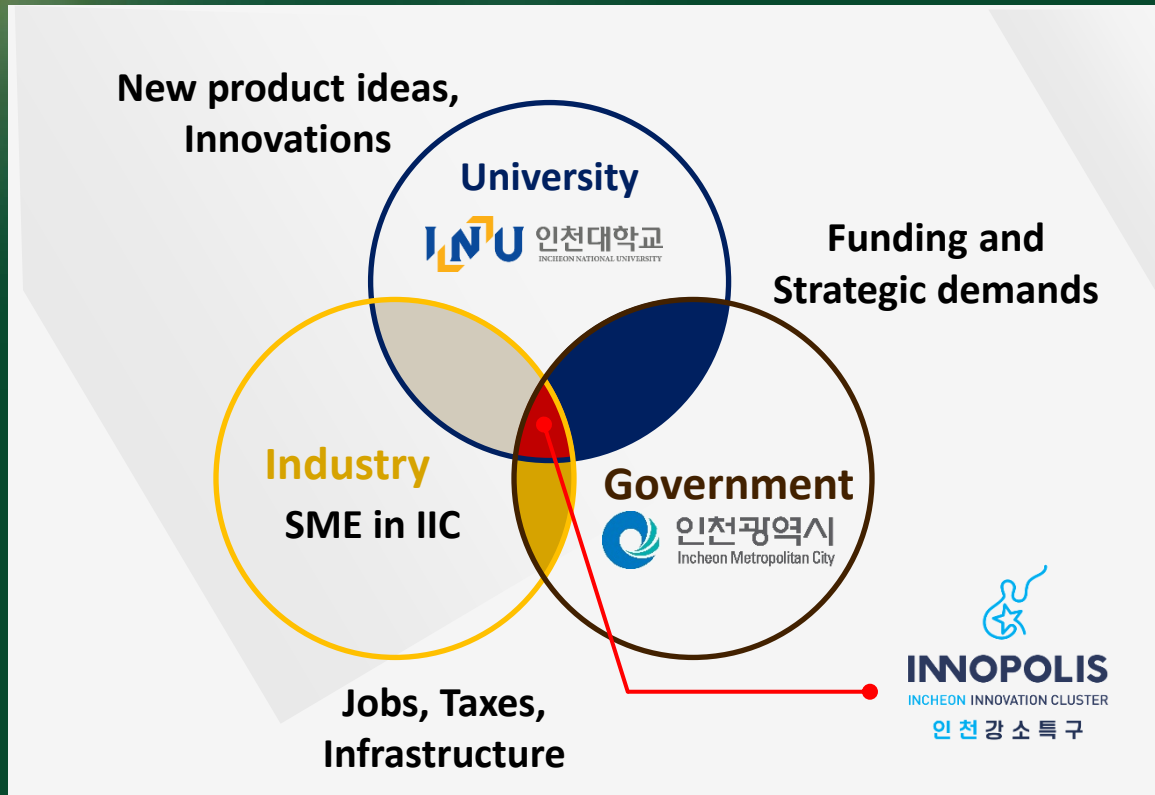 New product ideas,
Innovations
University
INU 인천대학교
INCHEON NATIONAL UNIVERSITY
Funding and
Strategic demands
Industry
SME in IIC
Government
인천광역시
Incheon Metropolitan City
Jobs, Taxes,
Infrastructure
INNOPOLIS
INCHEON INNOVATION CLUSTER
인천강소특구